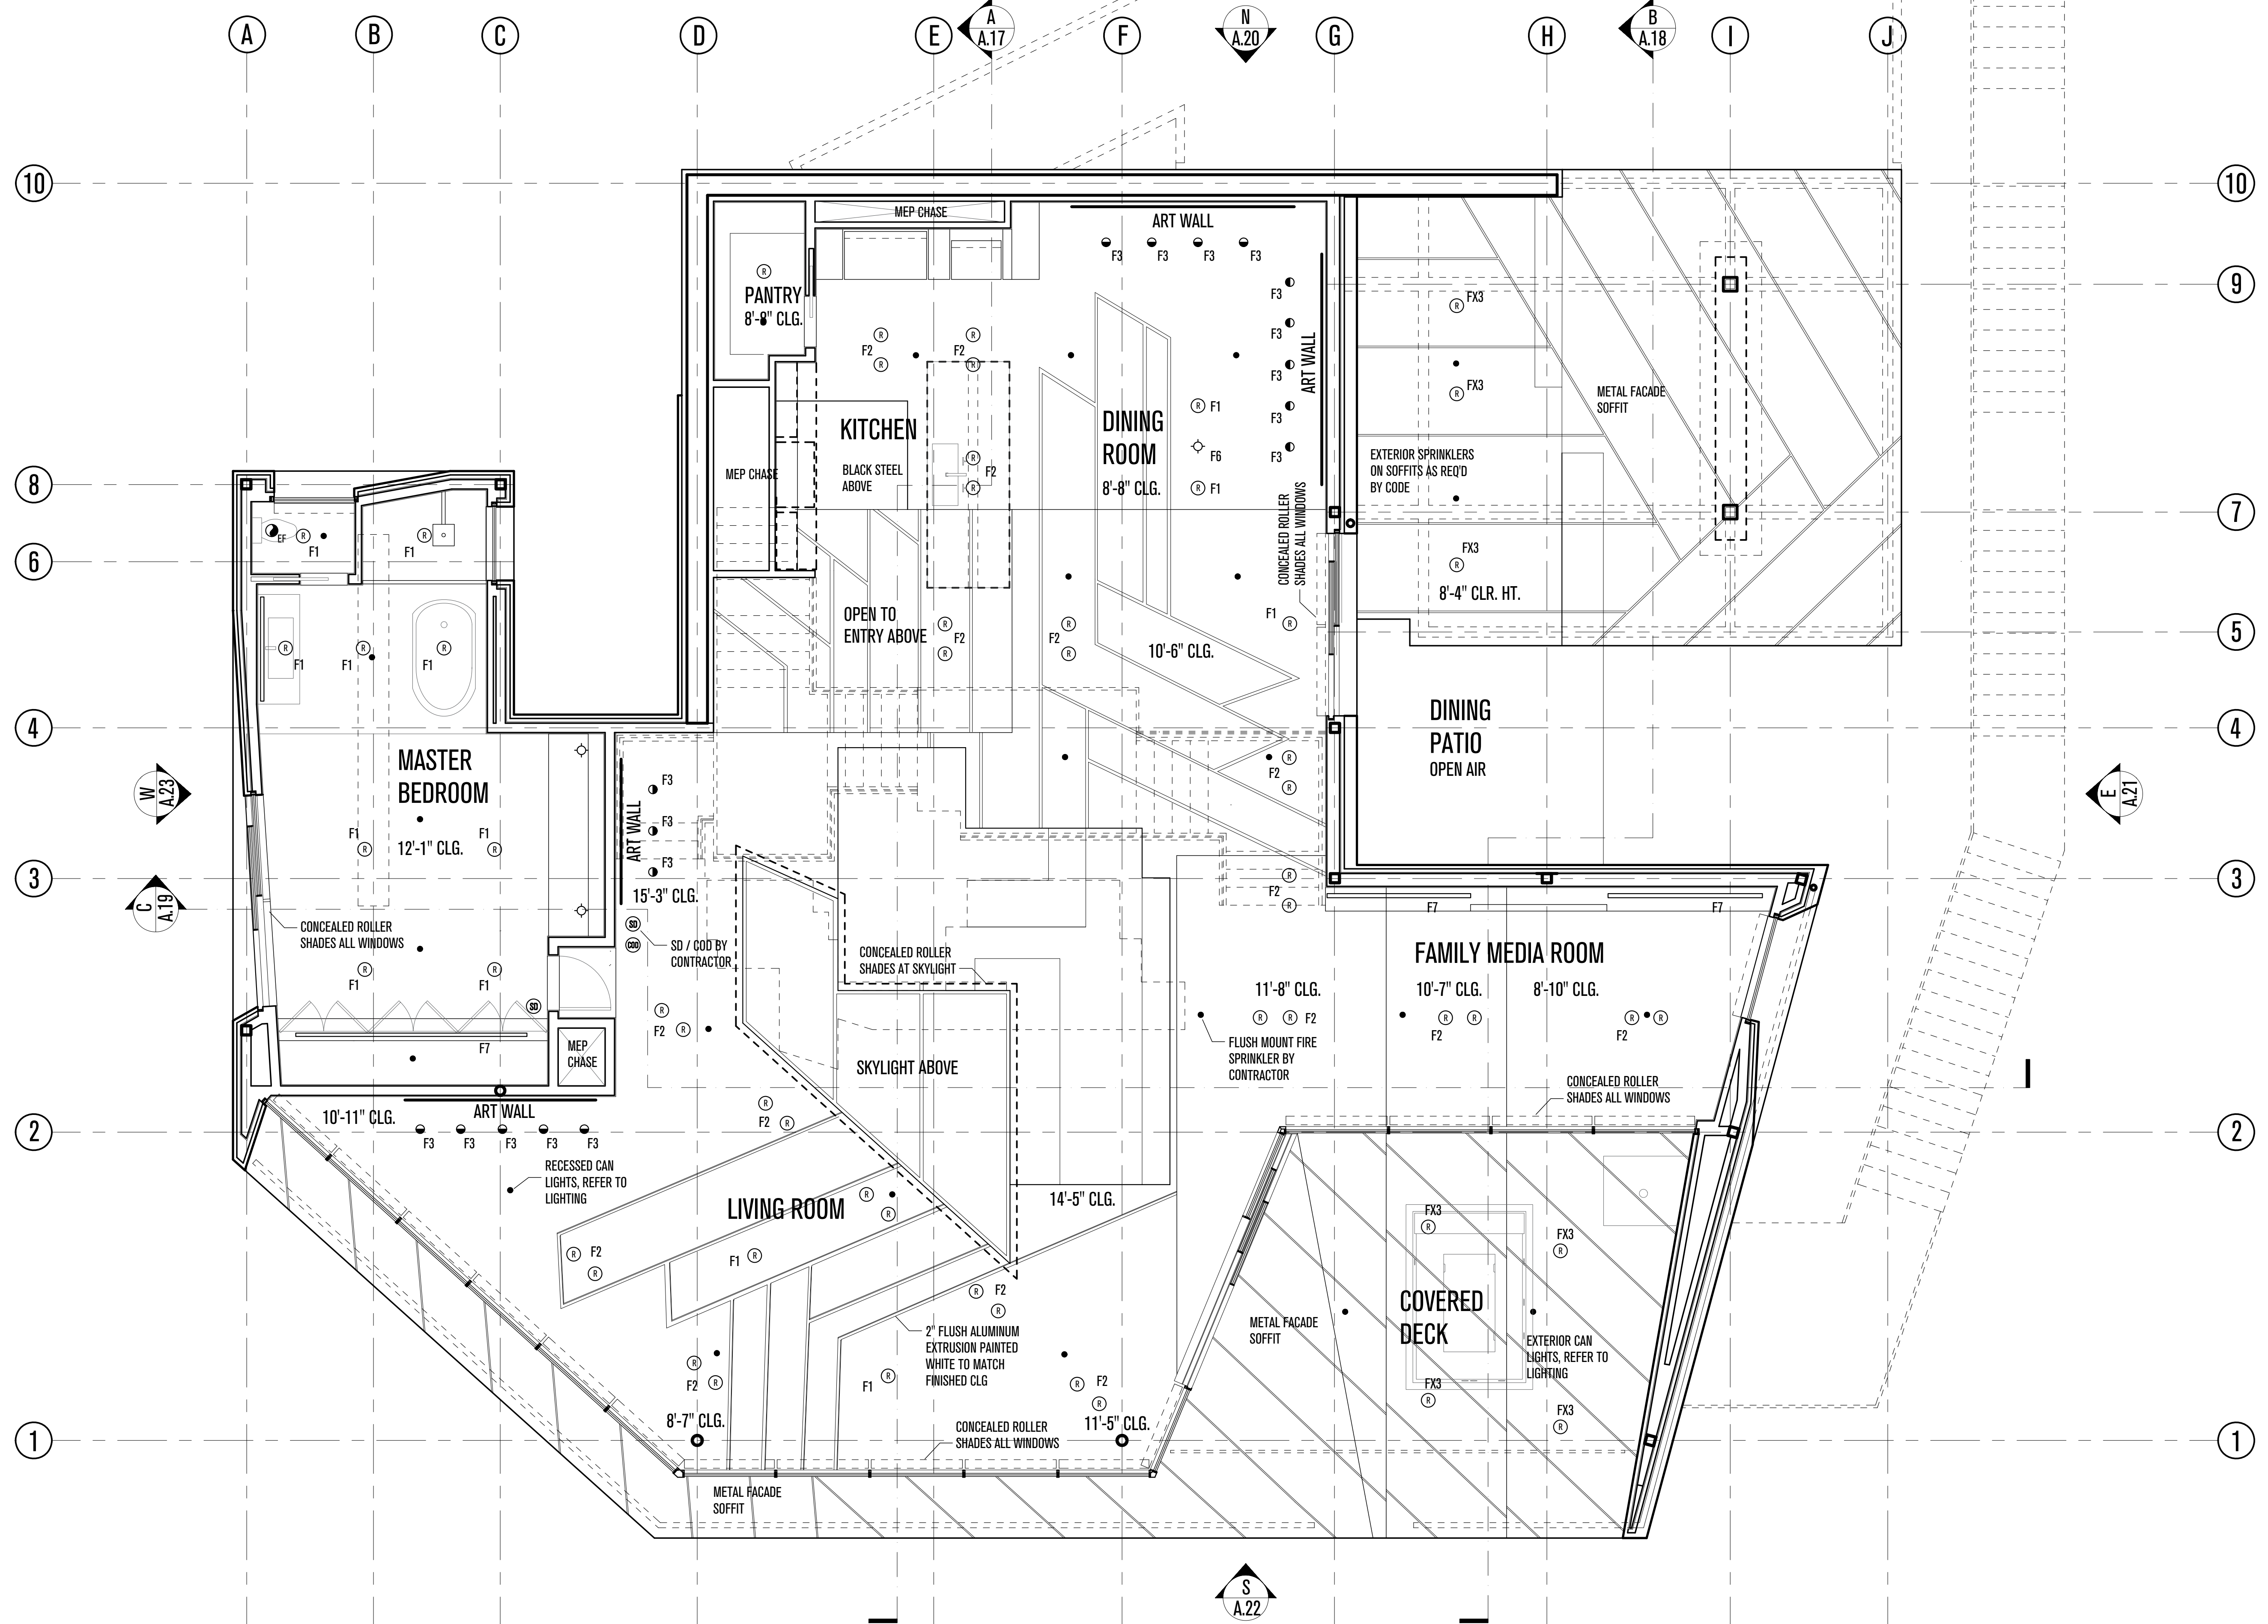 A B C D E A A.17 F N A.20 G H B A.18 I J
10 10
MEP CHASE
ART WALL
F3 F3 F3 F3
9
PANTRY
8'-8" CLG.
R
F3
F3
F3
F3
F3
ART WALL
R FX3
R FX3
METAL FACADE
SOFFIT
R R
F2 F2
R R
KITCHEN
BLACK STEEL
ABOVE
MEP CHASE
R
F2
R
DINING
ROOM
8'-8" CLG.
R F1
F6
R F1
EXTERIOR SPRINKLERS
ON SOFFITS AS REQ'D
BY CODE
CONCEALED ROLLER
SHADES ALL WINDOWS
8
7
EF R F1
F1 R
6
FX3
R
8'-4" CLR. HT.
OPEN TO
ENTRY ABOVE
R F2 R
F2 R R
F1 R
10'-6" CLG.
5
R F1
R F1
R F1
4 4
DINING
PATIO
OPEN AIR
MASTER
BEDROOM
12'-1" CLG.
F1 R
F1 R
F3
F3
F3
ART WALL
15'-3" CLG.
R
F2
R
W A.23
E A.21
3 3
C A.19
R
F2
R
F7 F7
CONCEALED ROLLER
SHADES ALL WINDOWS
SD
COD
SD / COD BY
CONTRACTOR
CONCEALED ROLLER
SHADES AT SKYLIGHT
FAMILY MEDIA ROOM
R F1
R F1
SD
11'-8" CLG.
10'-7" CLG.
8'-10" CLG.
R
F2 R
R R F2
R R
F2
R R
F2
F7
MEP
CHASE
FLUSH MOUNT FIRE
SPRINKLER BY
CONTRACTOR
SKYLIGHT ABOVE
CONCEALED ROLLER
SHADES ALL WINDOWS
10'-11" CLG.
ART WALL
F3 F3 F3 F3 F3
R
F2 R
2 2
RECESSED CAN
LIGHTS, REFER TO
LIGHTING
LIVING ROOM
R
R
14'-5" CLG.
R F2
R
F1 R
R F2
R
FX3
R
FX3
R
2" FLUSH ALUMINUM
EXTRUSION PAINTED
WHITE TO MATCH
FINISHED CLG
METAL FACADE
SOFFIT
COVERED
DECK
EXTERIOR CAN
LIGHTS, REFER TO
LIGHTING
R
F2 R
F1 R
R F2
R
FX3
R
FX3
R
8'-7" CLG.
CONCEALED ROLLER
SHADES ALL WINDOWS
11'-5" CLG.
1 1
METAL FACADE
SOFFIT
S A.22